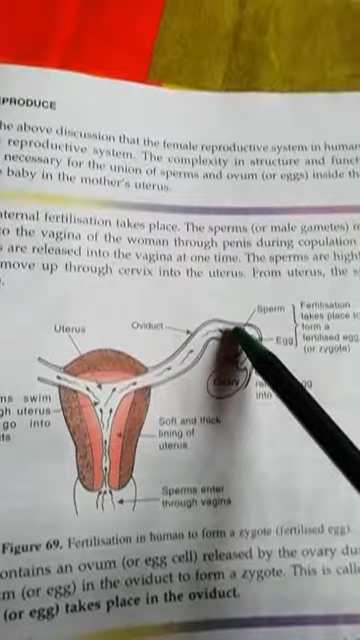 EPRODUCE
he above discussion that the female reproductive system in human
reproductive system. The complexity in structure and funct
necessary for the union of sperms and ovum (or eggs) inside th
baby in the mother's uterus.
ternal fertilisation takes place. The sperms (or male gametes)
to the vagina of the woman through penis during copulation
are released into the vagina at one time. The sperms are high
move up through cervix into the uterus. From uterus, the s
Sperm
Fertilisation
takes place to
form a
fertilised egg
(or zygote)
Oviduct
Uterus
Egg
Ovary
into
ms swim
gh uterus
go into
ts
Soft and thick
lining of
uterus
Sperms enter
through vagina
Figure 69. Fertilisation in human to form a zygote (fertilised egg).
ontains an ovum (or egg cell) released by the ovary du
m (or egg) in the oviduct to form a zygote. This is calle
(or egg) takes place in the oviduct.